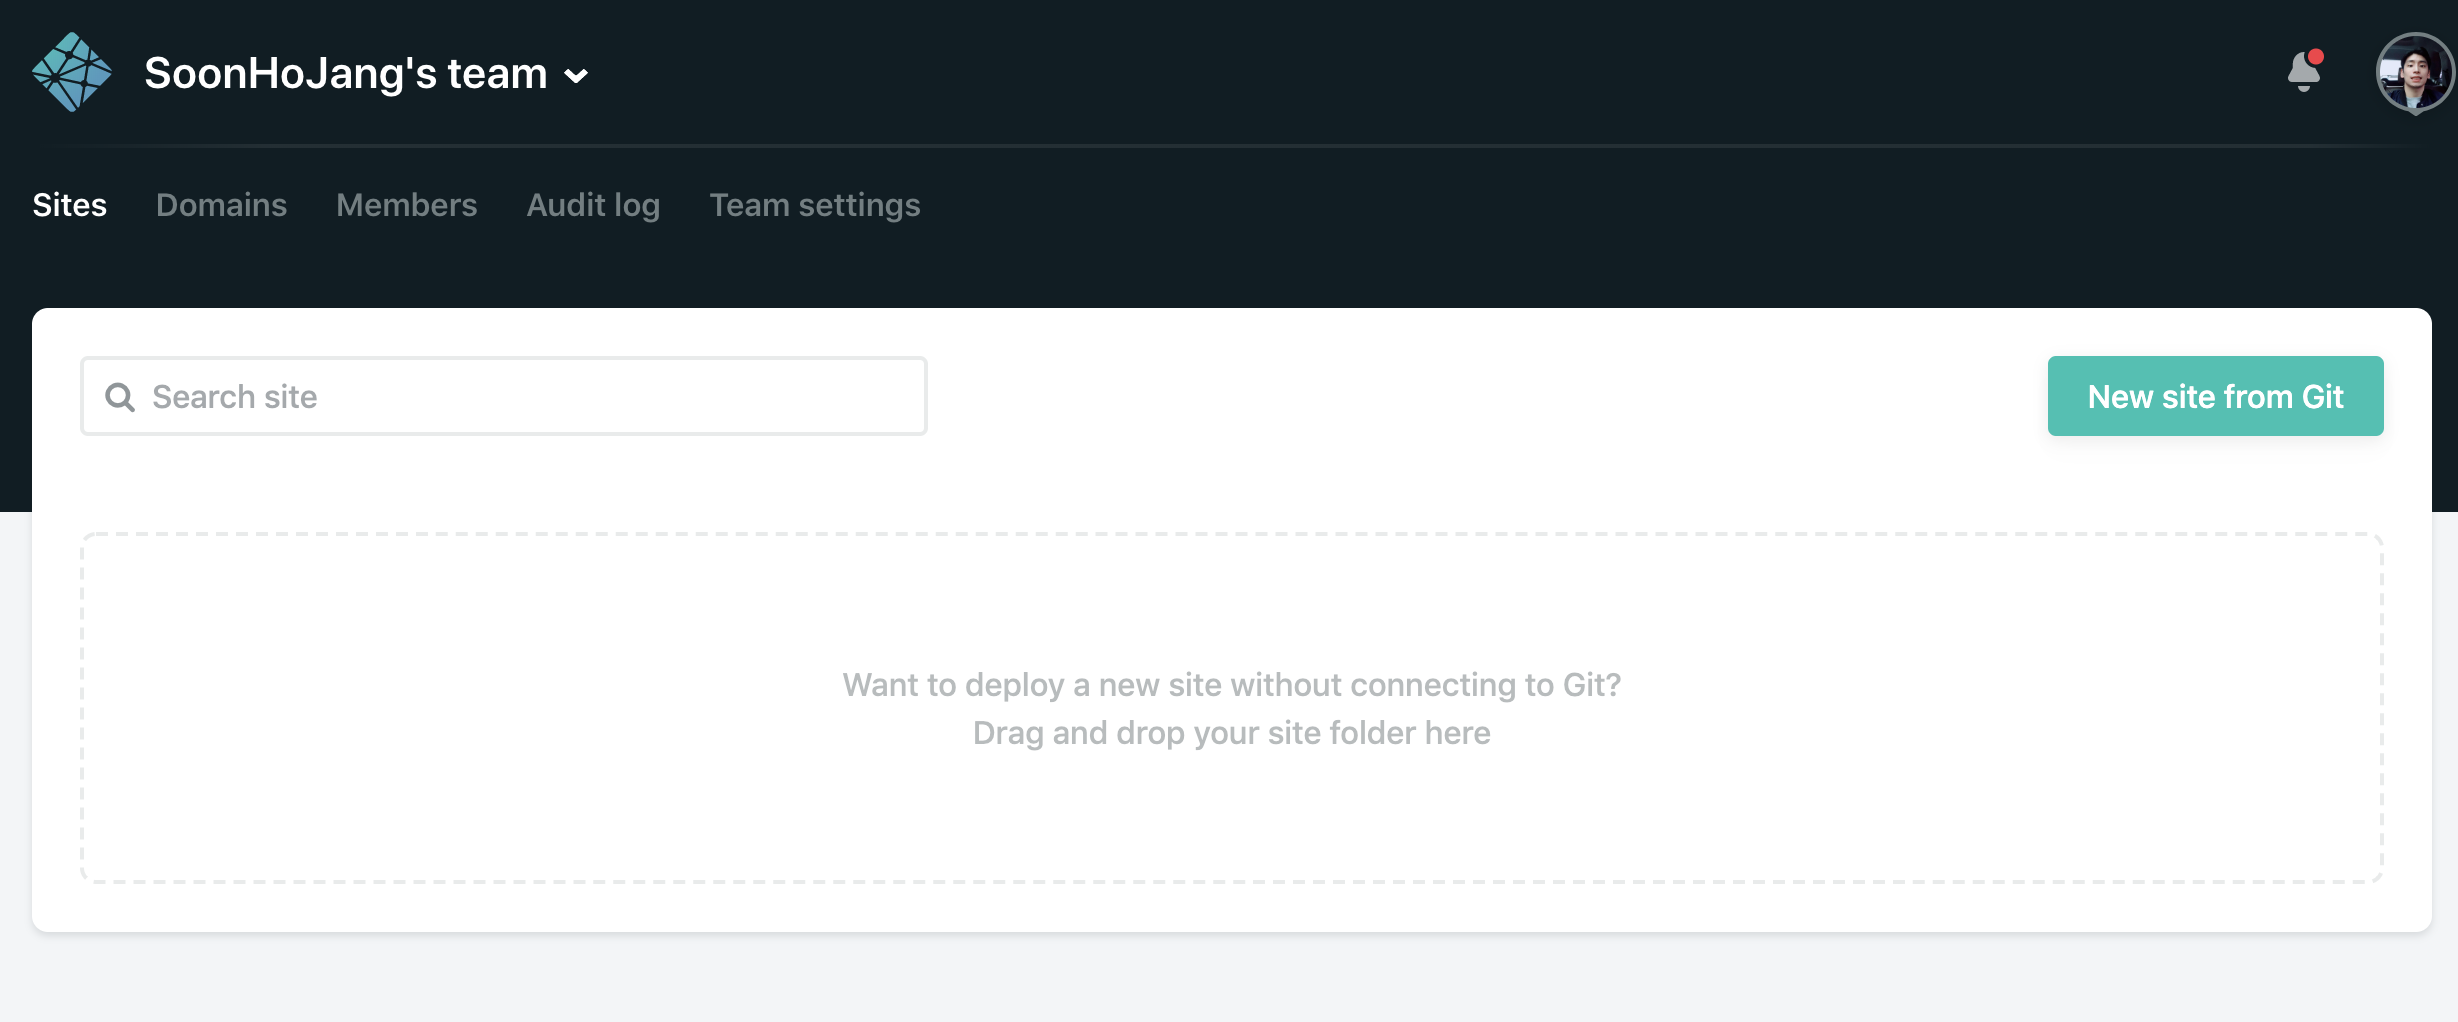 SoonHoJang's team
Sites Domains Members Audit log Team settings
Search site
New site from Git
Want to deploy a new site without connecting to Git?
Drag and drop your site folder here